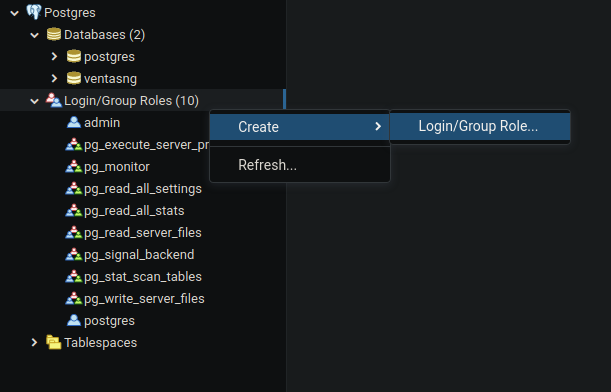 Postgres
Databases (2)
postgres
ventasng
Login/Group Roles (10)
admin
Create
Login/Group Role...
pg_execute_server_pr
pg_monitor
Refresh...
pg_read_all_settings
pg_read_all_stats
pg_read_server_files
pg_signal_backend
pg_stat_scan_tables
pg_write_server_files
postgres
Tablespaces